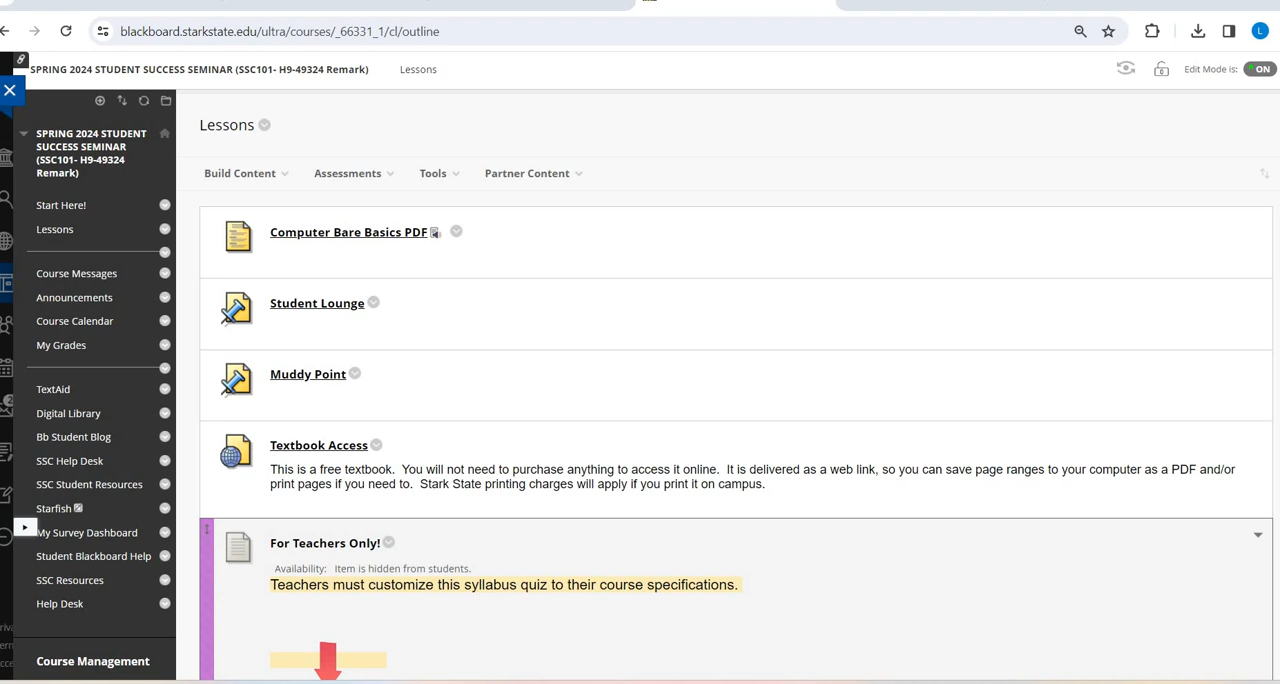 blackboard.starkstate.edu/ultra/courses/_66331_1/cl/outline
L
SPRING 2024 STUDENT SUCCESS SEMINAR (SSC101- H9-49324 Remark)
Lessons
Edit Mode is:
ON
SPRING 2024 STUDENT
SUCCESS SEMINAR
(SSC101- H9-49324
Remark)
Start Here!
Lessons
Course Messages
Announcements
Course Calendar
My Grades
TextAid
Digital Library
Bb Student Blog
SSC Help Desk
SSC Student Resources
Starfish
My Survey Dashboard
Student Blackboard Help
SSC Resources
Help Desk
Course Management
Lessons
Build Content
Assessments
Tools
Partner Content
Computer Bare Basics PDF
Student Lounge
Muddy Point
Textbook Access
This is a free textbook. You will not need to purchase anything to access it online. It is delivered as a web link, so you can save page ranges to your computer as a PDF and/or
print pages if you need to. Stark State printing charges will apply if you print it on campus.
For Teachers Only!
Availability: Item is hidden from students.
Teachers must customize this syllabus quiz to their course specifications.